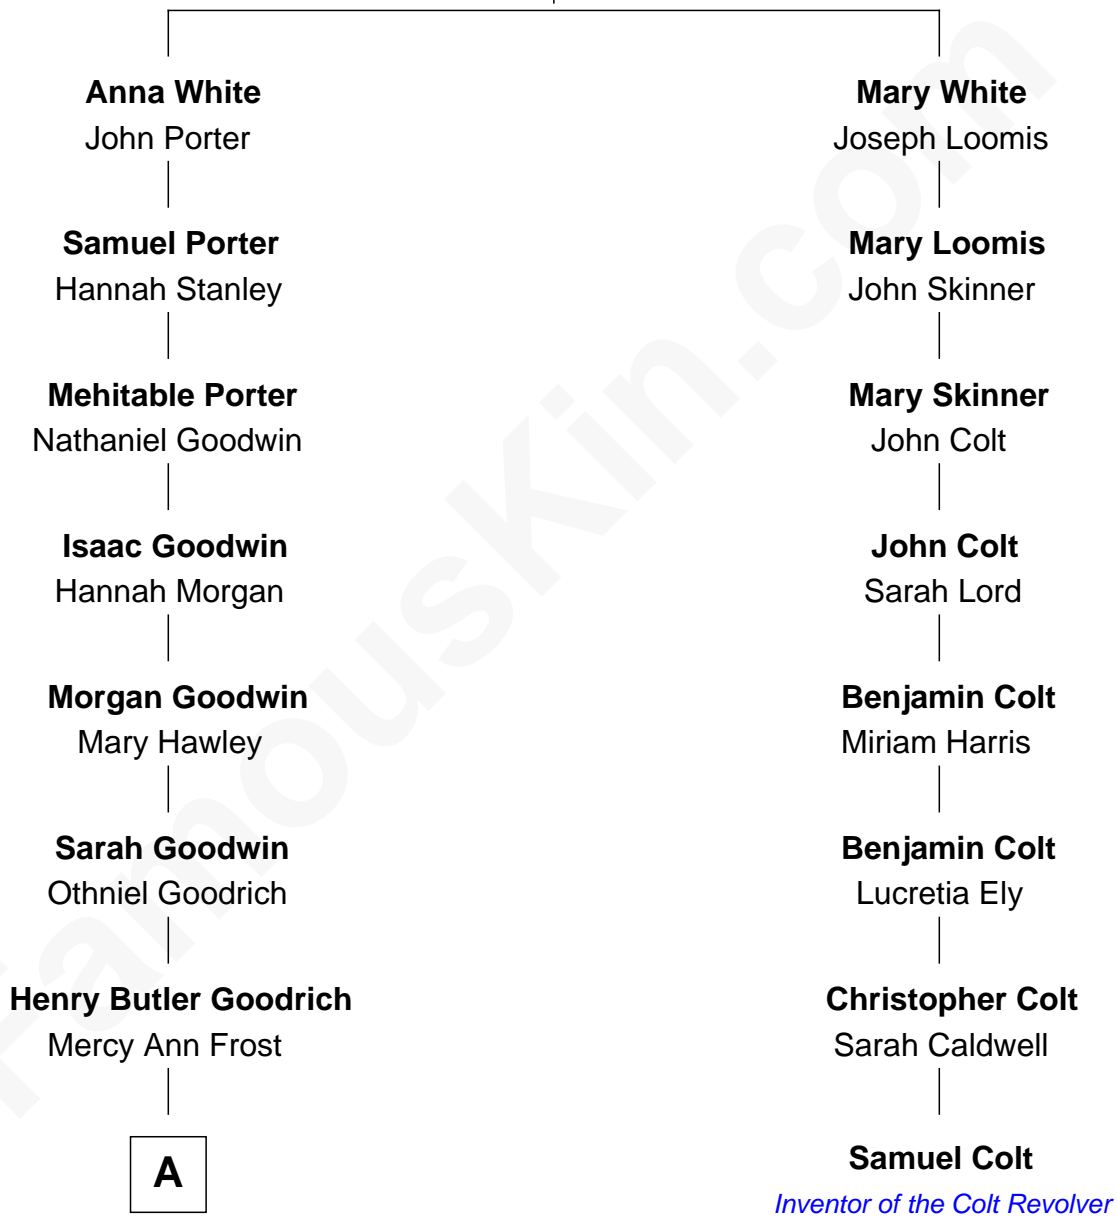 Anna White
John Porter
Samuel Porter
Hannah Stanley
Mehitable Porter
Nathaniel Goodwin
Isaac Goodwin
Hannah Morgan
Morgan Goodwin
Mary Hawley
Sarah Goodwin
Othniel Goodrich
Henry Butler Goodrich
Mercy Ann Frost
A
Mary White
Joseph Loomis
Mary Loomis
John Skinner
Mary Skinner
John Colt
John Colt
Sarah Lord
Benjamin Colt
Miriam Harris
Benjamin Colt
Lucretia Ely
Christopher Colt
Sarah Caldwell
Samuel Colt
Inventor of the Colt Revolver
FamousKin.com